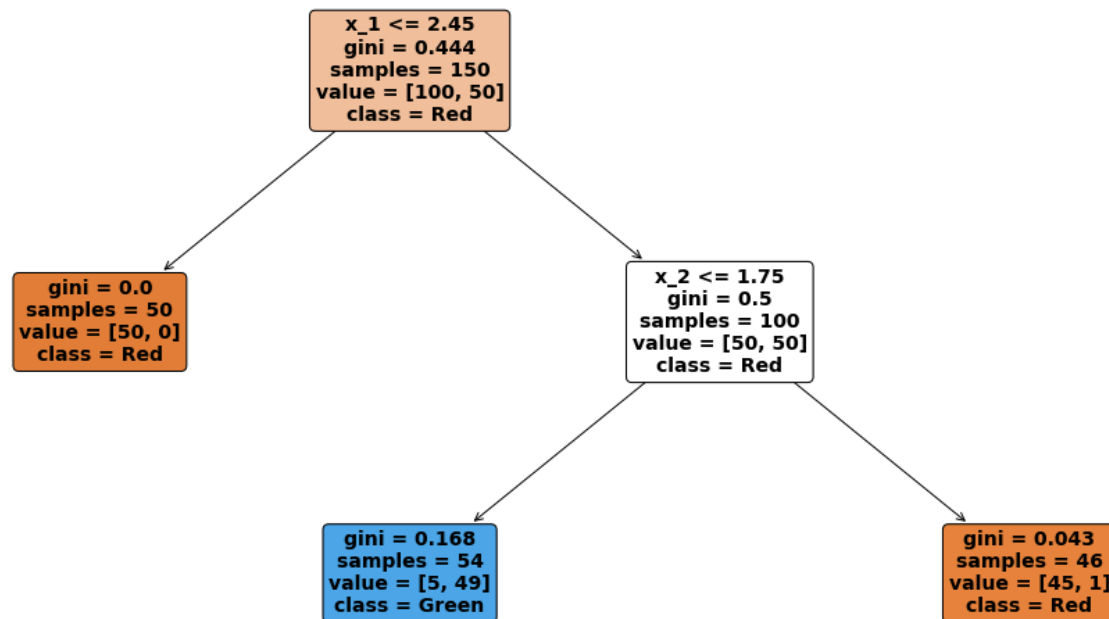 x_1 <= 2.45
gini = 0.444
samples = 150
value = [100, 50]
class = Red
gini = 0.0
samples = 50
value = [50, 0]
class = Red
x_2 <= 1.75
gini = 0.5
samples = 100
value = [50, 50]
class = Red
gini = 0.168
samples = 54
value = [5, 49]
class = Green
gini = 0.043
samples = 46
value = [45, 1]
class = Red